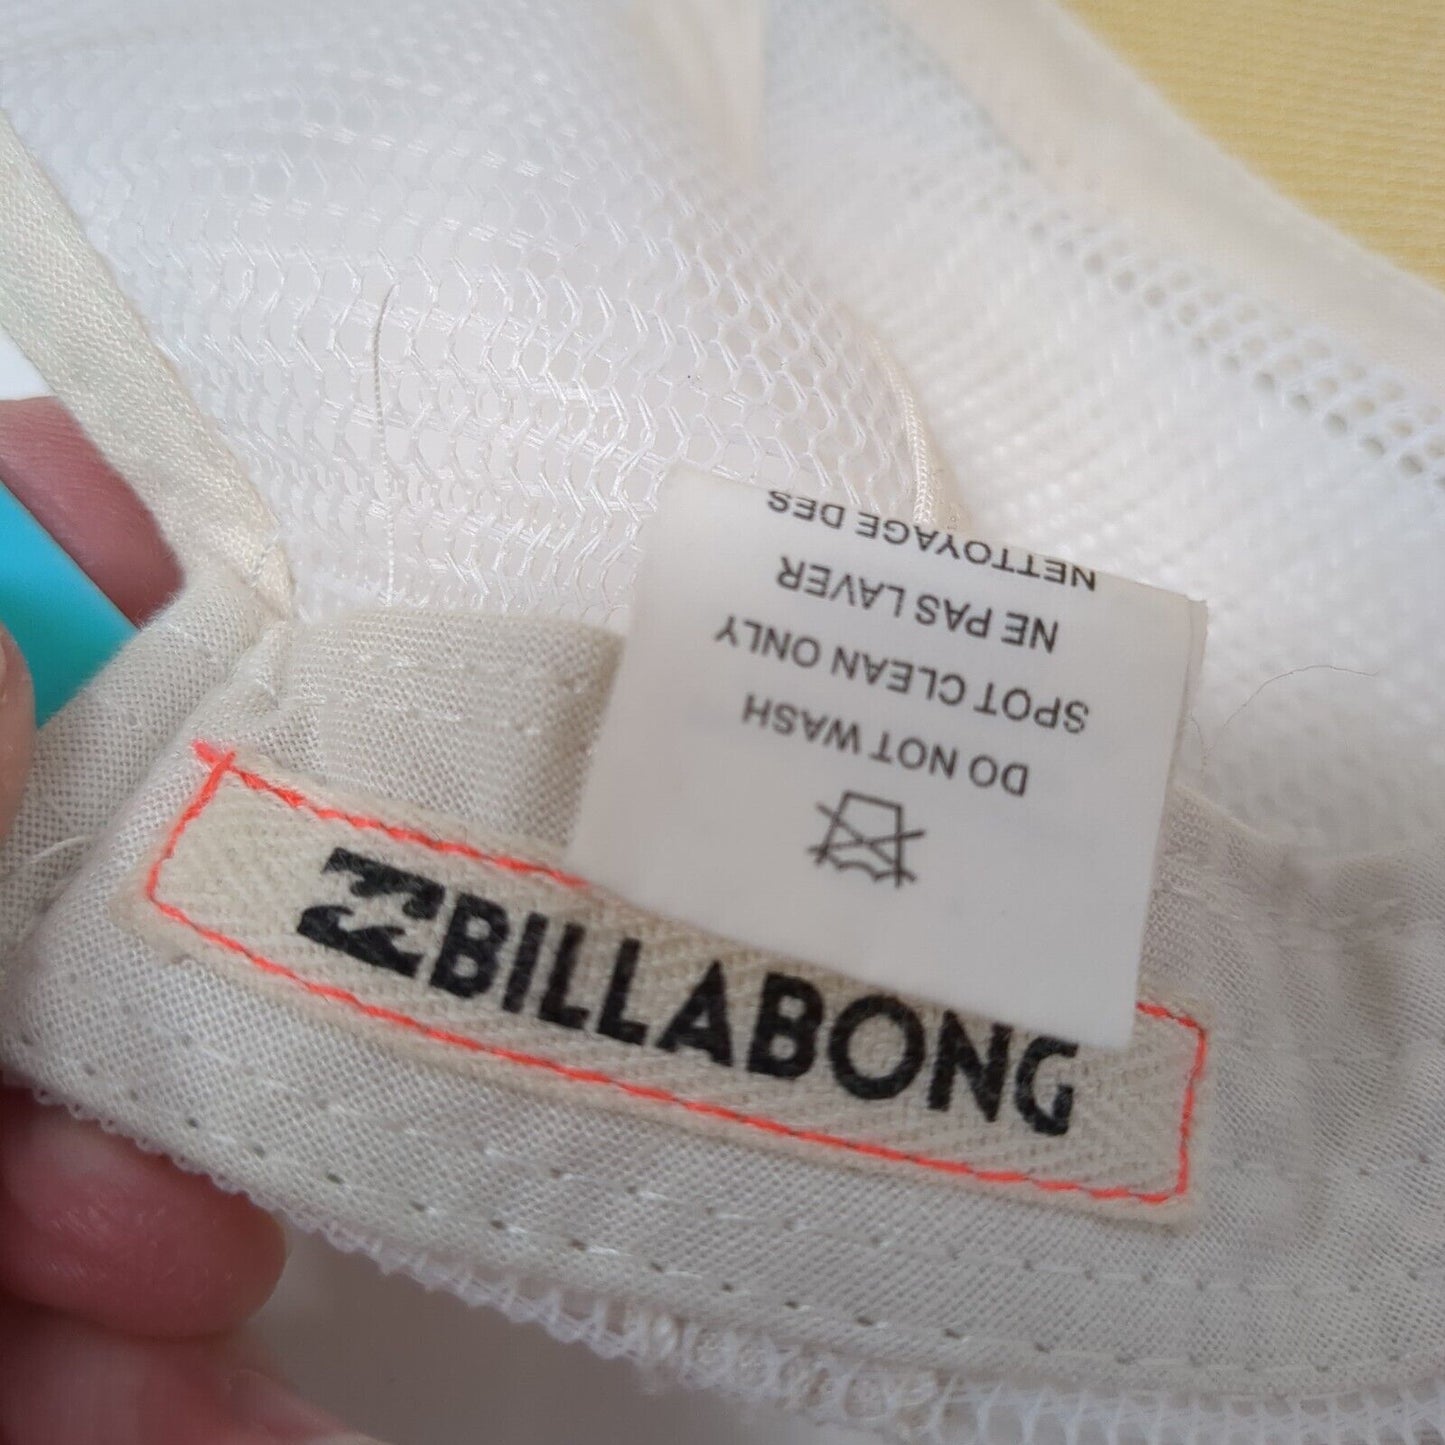 BILLABONG
DO NOT WASH
SPOT CLEAN ONLY
NE PAS LAVER
NETTOYAGE DES